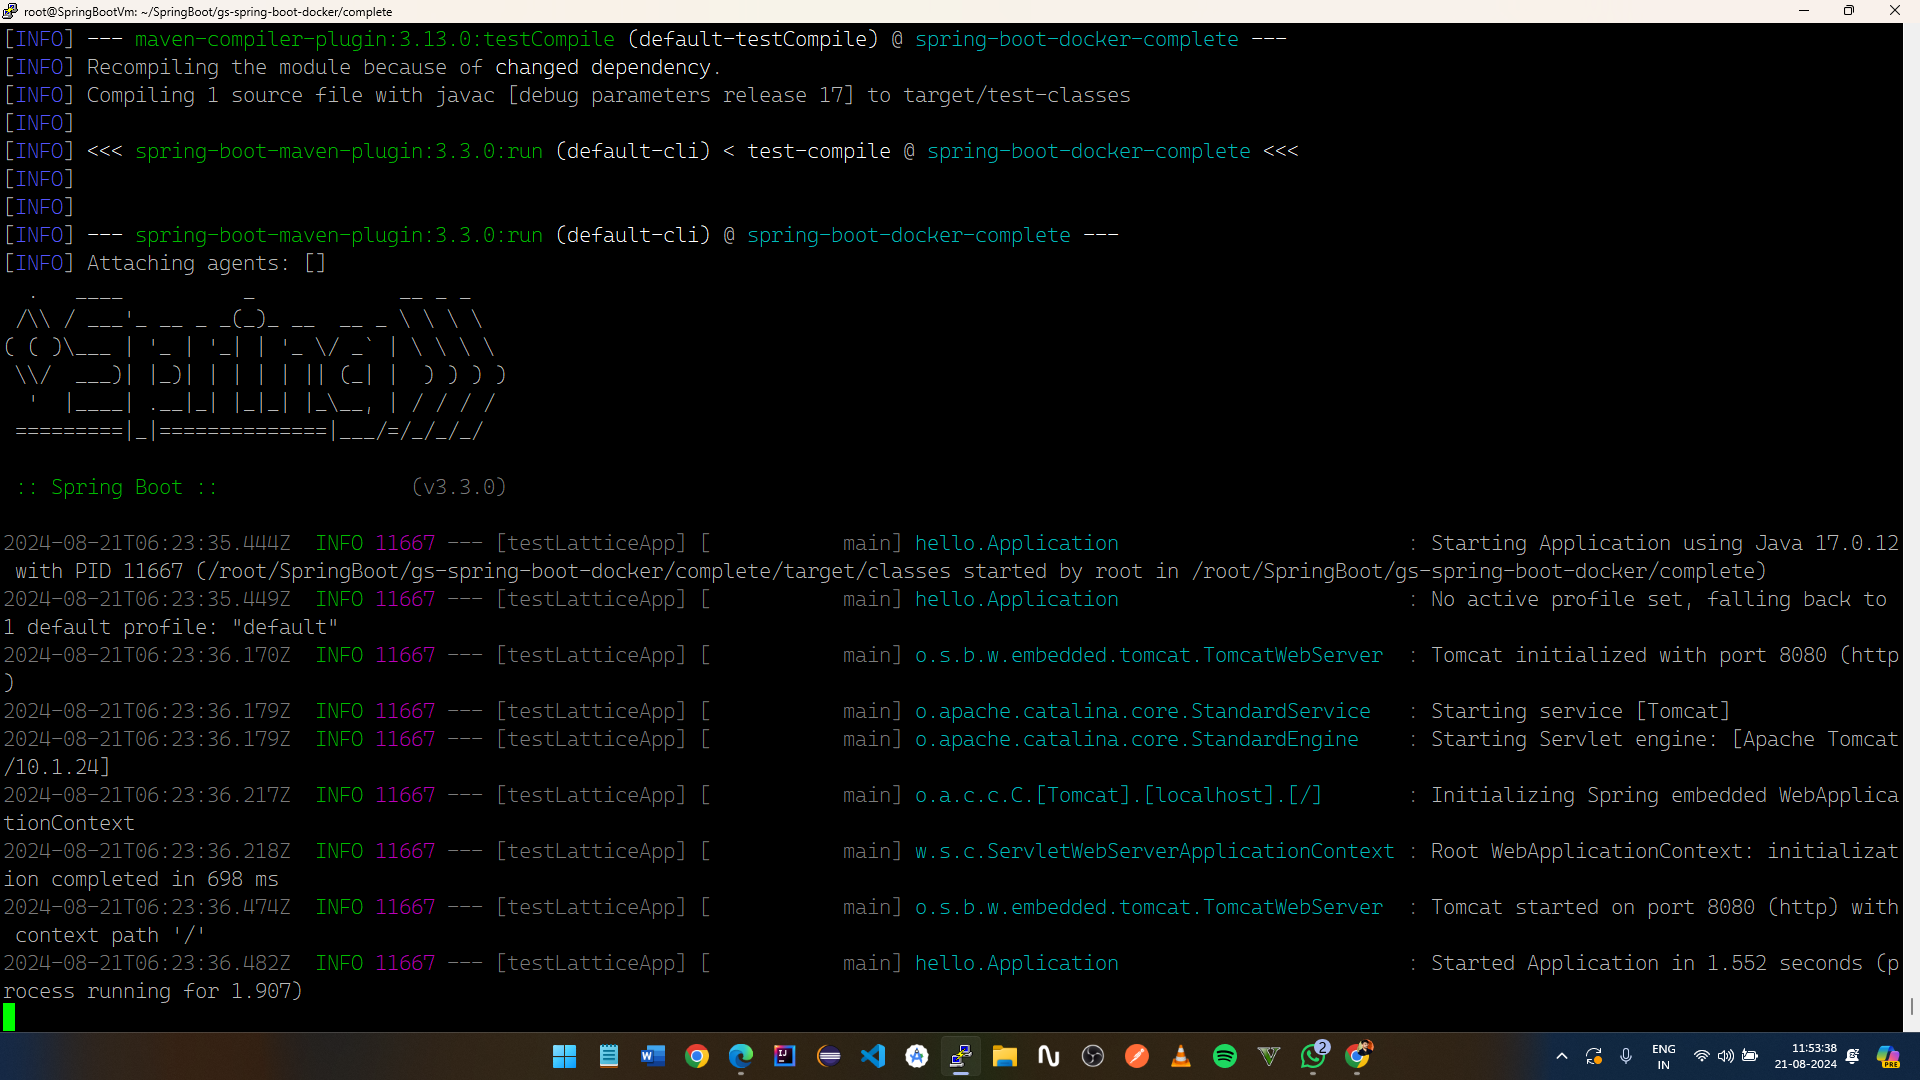 root@SpringBootVm: ~/SpringBoot/gs-spring-boot-docker/complete
[INFO] --- maven-compiler-plugin:3.13.0:testCompile (default-testCompile) @ spring-boot-docker-complete ---
[INFO] Recompiling the module because of changed dependency.
[INFO] Compiling 1 source file with javac [debug parameters release 17] to target/test-classes
[INFO]
[INFO] <<< spring-boot-maven-plugin:3.3.0:run (default-cli) < test-compile @ spring-boot-docker-complete <<<
[INFO]
[INFO]
[INFO] --- spring-boot-maven-plugin:3.3.0:run (default-cli) @ spring-boot-docker-complete ---
[INFO] Attaching agents: []
Spring
:: Spring Boot :: (v3.3.0)
2024-08-21T06:23:35.444Z INFO 11667 --- [testLatticeApp] [ main] hello.Application : Starting Application using Java 17.0.12
with PID 11667 (/root/SpringBoot/gs-spring-boot-docker/complete/target/classes started by root in /root/SpringBoot/gs-spring-boot-docker/complete)
2024-08-21T06:23:35.449Z INFO 11667 --- [testLatticeApp] [ main] hello.Application : No active profile set, falling back to
1 default profile: "default"
2024-08-21T06:23:36.170Z INFO 11667 --- [testLatticeApp] [ main] o.s.b.w.embedded.tomcat.TomcatWebServer : Tomcat initialized with port 8080 (http
)
2024-08-21T06:23:36.179Z INFO 11667 --- [testLatticeApp] [ main] o.apache.catalina.core.StandardService : Starting service [Tomcat]
2024-08-21T06:23:36.179Z INFO 11667 --- [testLatticeApp] [ main] o.apache.catalina.core.StandardEngine : Starting Servlet engine: [Apache Tomcat
/10.1.24]
2024-08-21T06:23:36.217Z INFO 11667 --- [testLatticeApp] [ main] o.a.c.c.C.[Tomcat].[localhost].[/] : Initializing Spring embedded WebApplica
tionContext
2024-08-21T06:23:36.218Z INFO 11667 --- [testLatticeApp] [ main] w.s.c.ServletWebServerApplicationContext : Root WebApplicationContext: initializat
ion completed in 698 ms
2024-08-21T06:23:36.474Z INFO 11667 --- [testLatticeApp] [ main] o.s.b.w.embedded.tomcat.TomcatWebServer : Tomcat started on port 8080 (http) with
context path '/'
2024-08-21T06:23:36.482Z INFO 11667 --- [testLatticeApp] [ main] hello.Application : Started Application in 1.552 seconds (p
rocess running for 1.907)
2
ENG
IN
11:53:38
21-08-2024
PRE